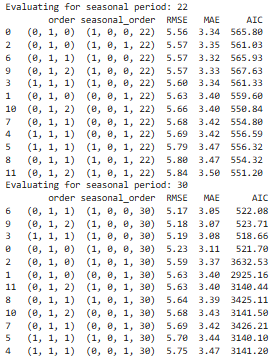 Evaluating for seasonal period: 22
order seasonal_order RMSE MAE AIC
0 (0, 1, 0) (1, 0, 0, 22) 5.56 3.34 565.80
2 (0, 1, 0) (1, 0, 1, 22) 5.57 3.35 561.03
6 (0, 1, 1) (1, 0, 0, 22) 5.57 3.32 565.93
9 (0, 1, 2) (1, 0, 0, 22) 5.57 3.33 567.63
3 (1, 1, 1) (1, 0, 0, 22) 5.60 3.34 561.33
1 (0, 1, 0) (0, 0, 1, 22) 5.63 3.40 559.60
10 (0, 1, 2) (0, 0, 1, 22) 5.66 3.40 550.84
7 (0, 1, 1) (0, 0, 1, 22) 5.68 3.42 554.80
4 (1, 1, 1) (0, 0, 1, 22) 5.69 3.42 556.59
5 (1, 1, 1) (1, 0, 1, 22) 5.79 3.47 556.32
8 (0, 1, 1) (1, 0, 1, 22) 5.80 3.47 554.32
11 (0, 1, 2) (1, 0, 1, 22) 5.84 3.50 551.20
Evaluating for seasonal period: 30
order seasonal_order RMSE MAE AIC
6 (0, 1, 1) (1, 0, 0, 30) 5.17 3.05 522.08
9 (0, 1, 2) (1, 0, 0, 30) 5.18 3.07 523.71
3 (1, 1, 1) (1, 0, 0, 30) 5.19 3.08 518.66
0 (0, 1, 0) (1, 0, 0, 30) 5.23 3.11 521.70
2 (0, 1, 0) (1, 0, 1, 30) 5.59 3.37 3632.53
1 (0, 1, 0) (0, 0, 1, 30) 5.63 3.40 2925.16
11 (0, 1, 2) (1, 0, 1, 30) 5.63 3.40 3140.44
8 (0, 1, 1) (1, 0, 1, 30) 5.64 3.39 3425.11
10 (0, 1, 2) (0, 0, 1, 30) 5.68 3.43 3141.50
7 (0, 1, 1) (0, 0, 1, 30) 5.69 3.42 3426.21
5 (1, 1, 1) (1, 0, 1, 30) 5.70 3.44 3140.10
4 (1, 1, 1) (0, 0, 1, 30) 5.75 3.47 3141.20